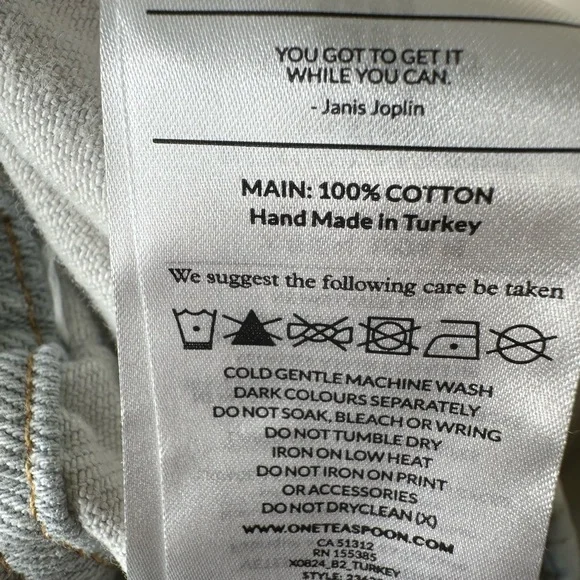 YOU GOT TO GET IT
WHILE YOU CAN.
- Janis Joplin
MAIN: 100% COTTON
Hand Made in Turkey
We suggest the following care be taken
COLD GENTLE MACHINE WASH
DARK COLOURS SEPARATELY
DO NOT SOAK, BLEACH OR WRING
DO NOT TUMBLE DRY
IRON ON LOW HEAT
DO NOT IRON ON PRINT
OR ACCESSORIES
DO NOT DRYCLEAN (X)
WWW.ONETEASPOON.COM
CA 51312
RN 155385
X0824_B2_TURKEY
STYLE: